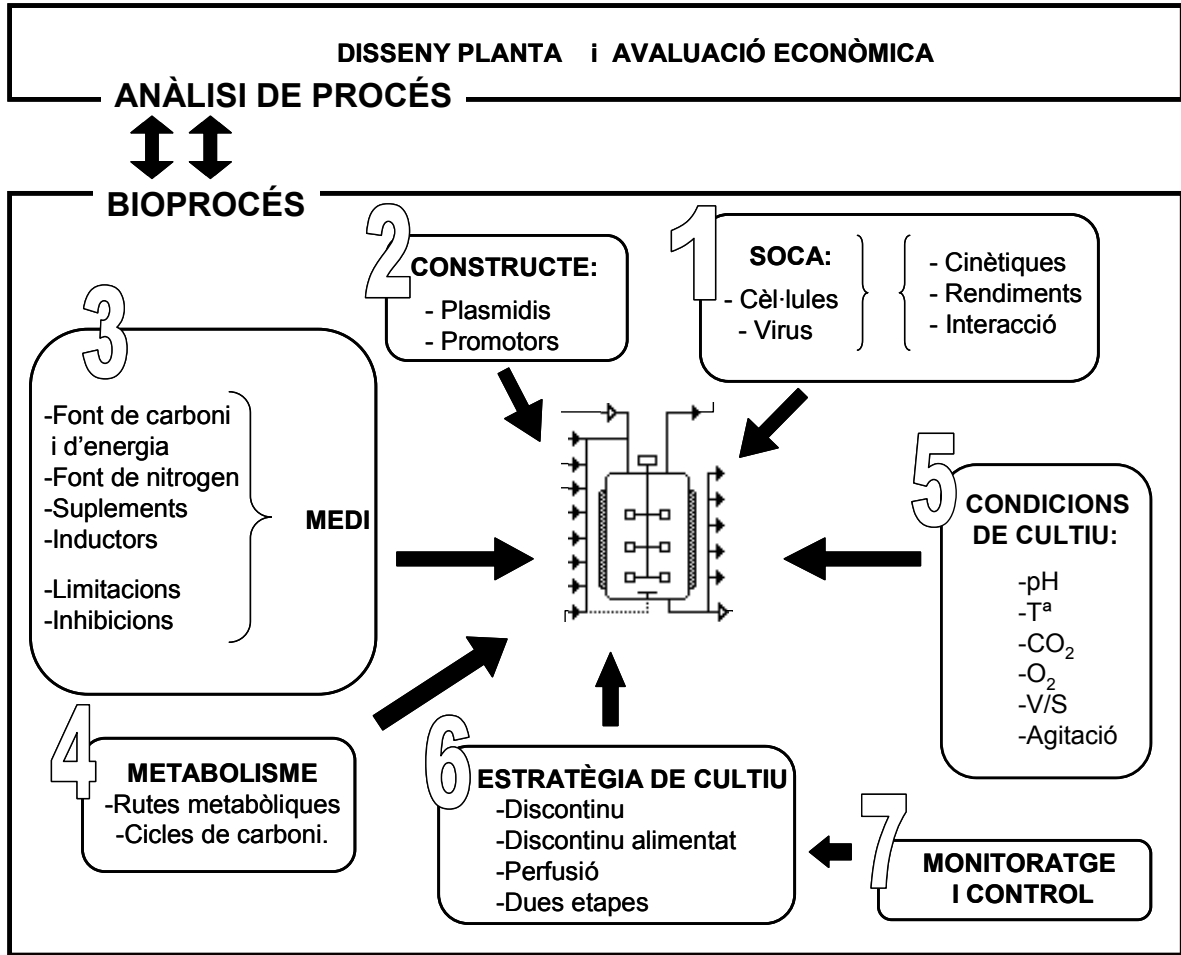 DISSENY PLANTA i AVALUACIÓ ECONÒMICA
ANÀLISI DE PROCÉS
BIOPROCÉS
1
SOCA:
- Cèl·lules
- Virus
- Cinètiques
- Rendiments
- Interacció
2
CONSTRUCTE:
- Plasmidis
- Promotors
3
-Font de carboni
i d'energia
-Font de nitrogen
-Suplements
-Inductors
-Limitacions
-Inhibicions
MEDI
4
METABOLISME
-Rutes metabòliques
-Cicles de carboni.
5
CONDICIONS
DE CULTIU:
-pH
-Tª
-CO2
-O2
-V/S
-Agitació
6
ESTRATÈGIA DE CULTIU
-Discontinu
-Discontinu alimentat
-Perfusió
-Dues etapes
7
MONITORATGE
I CONTROL